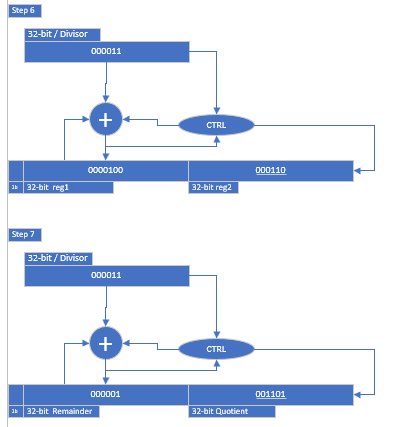 Step 6
32-bit / Divisor
000011
+
CTRL
0000100 000110
1b 32-bit reg1 32-bit reg2
Step 7
32-bit / Divisor
000011
+
CTRL
000001 001101
1b 32-bit Remainder 32-bit Quotient